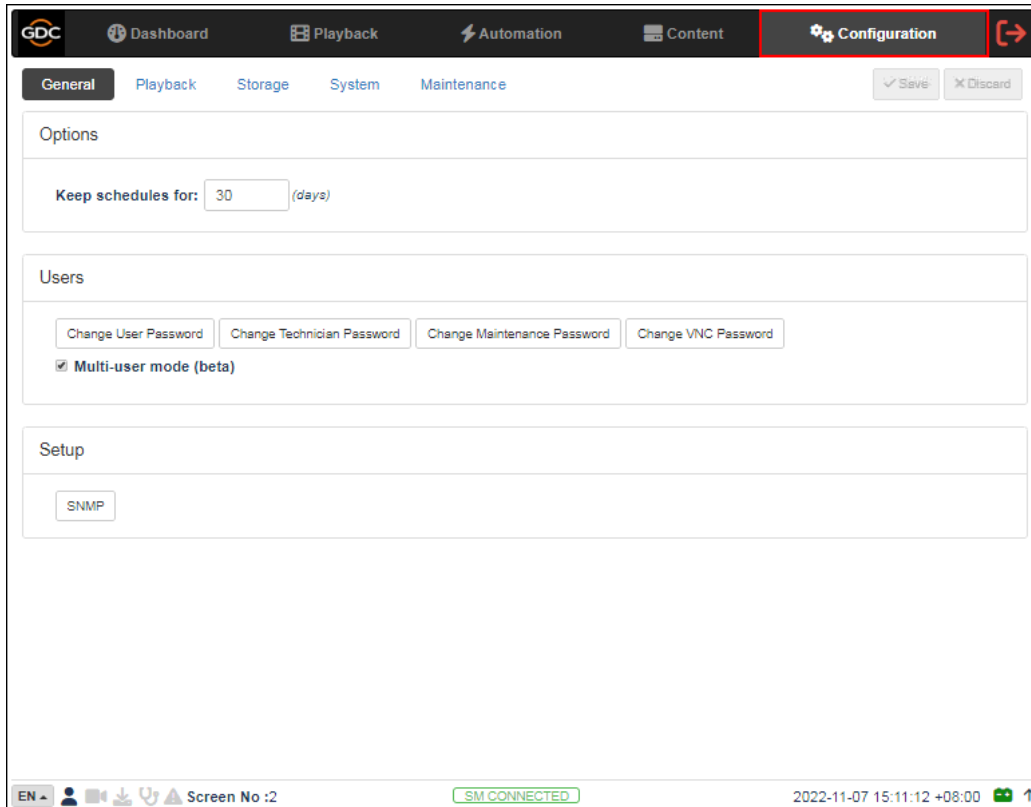 GDC Dashboard Playback Automation Content Configuration
General Playback Storage System Maintenance Save Discard
Options
Keep schedules for: 30 (days)
Users
Change User Password Change Technician Password Change Maintenance Password Change VNC Password
Multi-user mode (beta)
Setup
SNMP
EN Screen No :2 SM CONNECTED 2022-11-07 15:11:12 +08:00